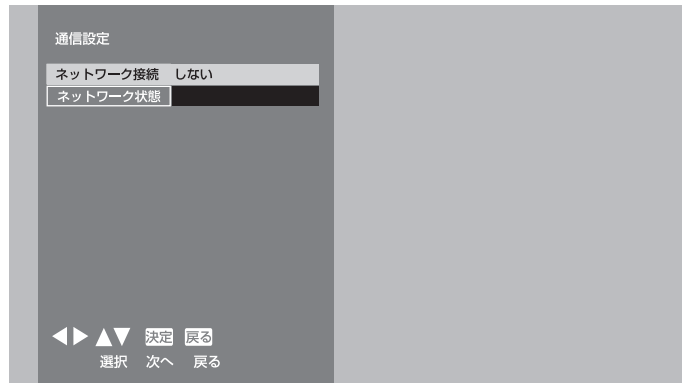 通信設定
ネットワーク接続 しない
ネットワーク状態
決定 戻る
選択 次へ 戻る